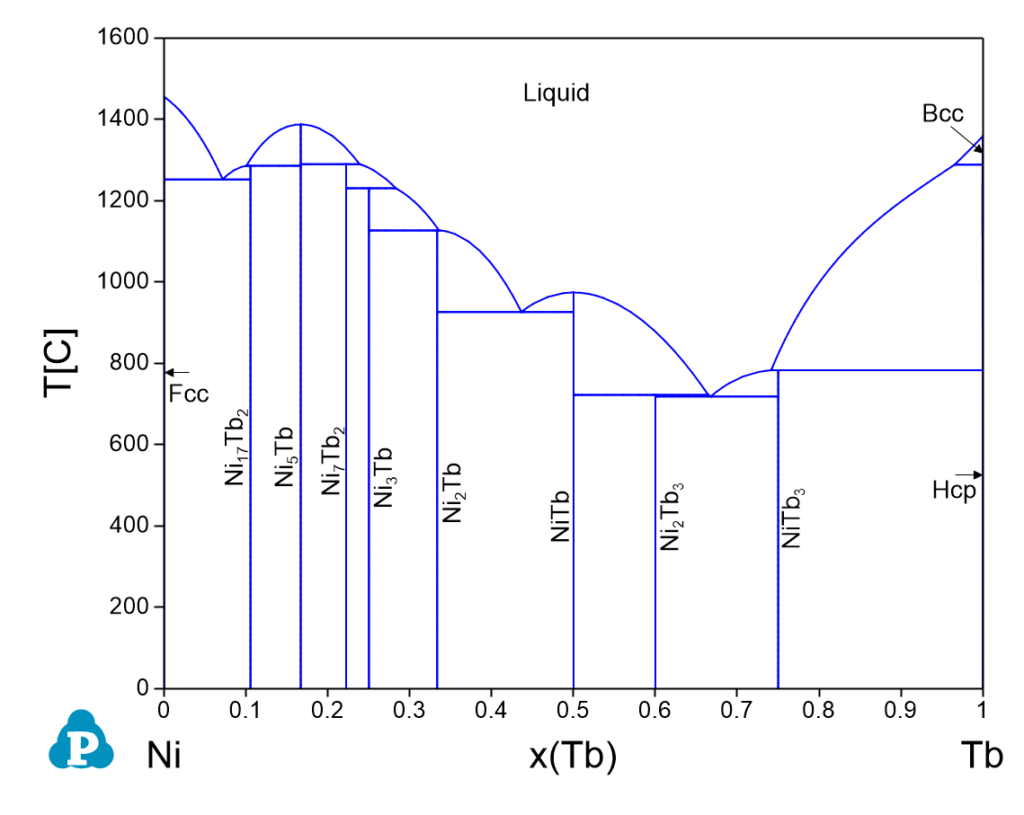 1600
1400
1200
1000
800
600
400
200
0
T[C]
Liquid
Bcc
Fcc
Hcp
Ni₁₇Tb₂
Ni₅Tb
Ni₇Tb₂
Ni₃Tb
Ni₂Tb
NiTb
Ni₂Tb₃
NiTb₃
0 0.1 0.2 0.3 0.4 0.5 0.6 0.7 0.8 0.9 1
P
Ni x(Tb) Tb